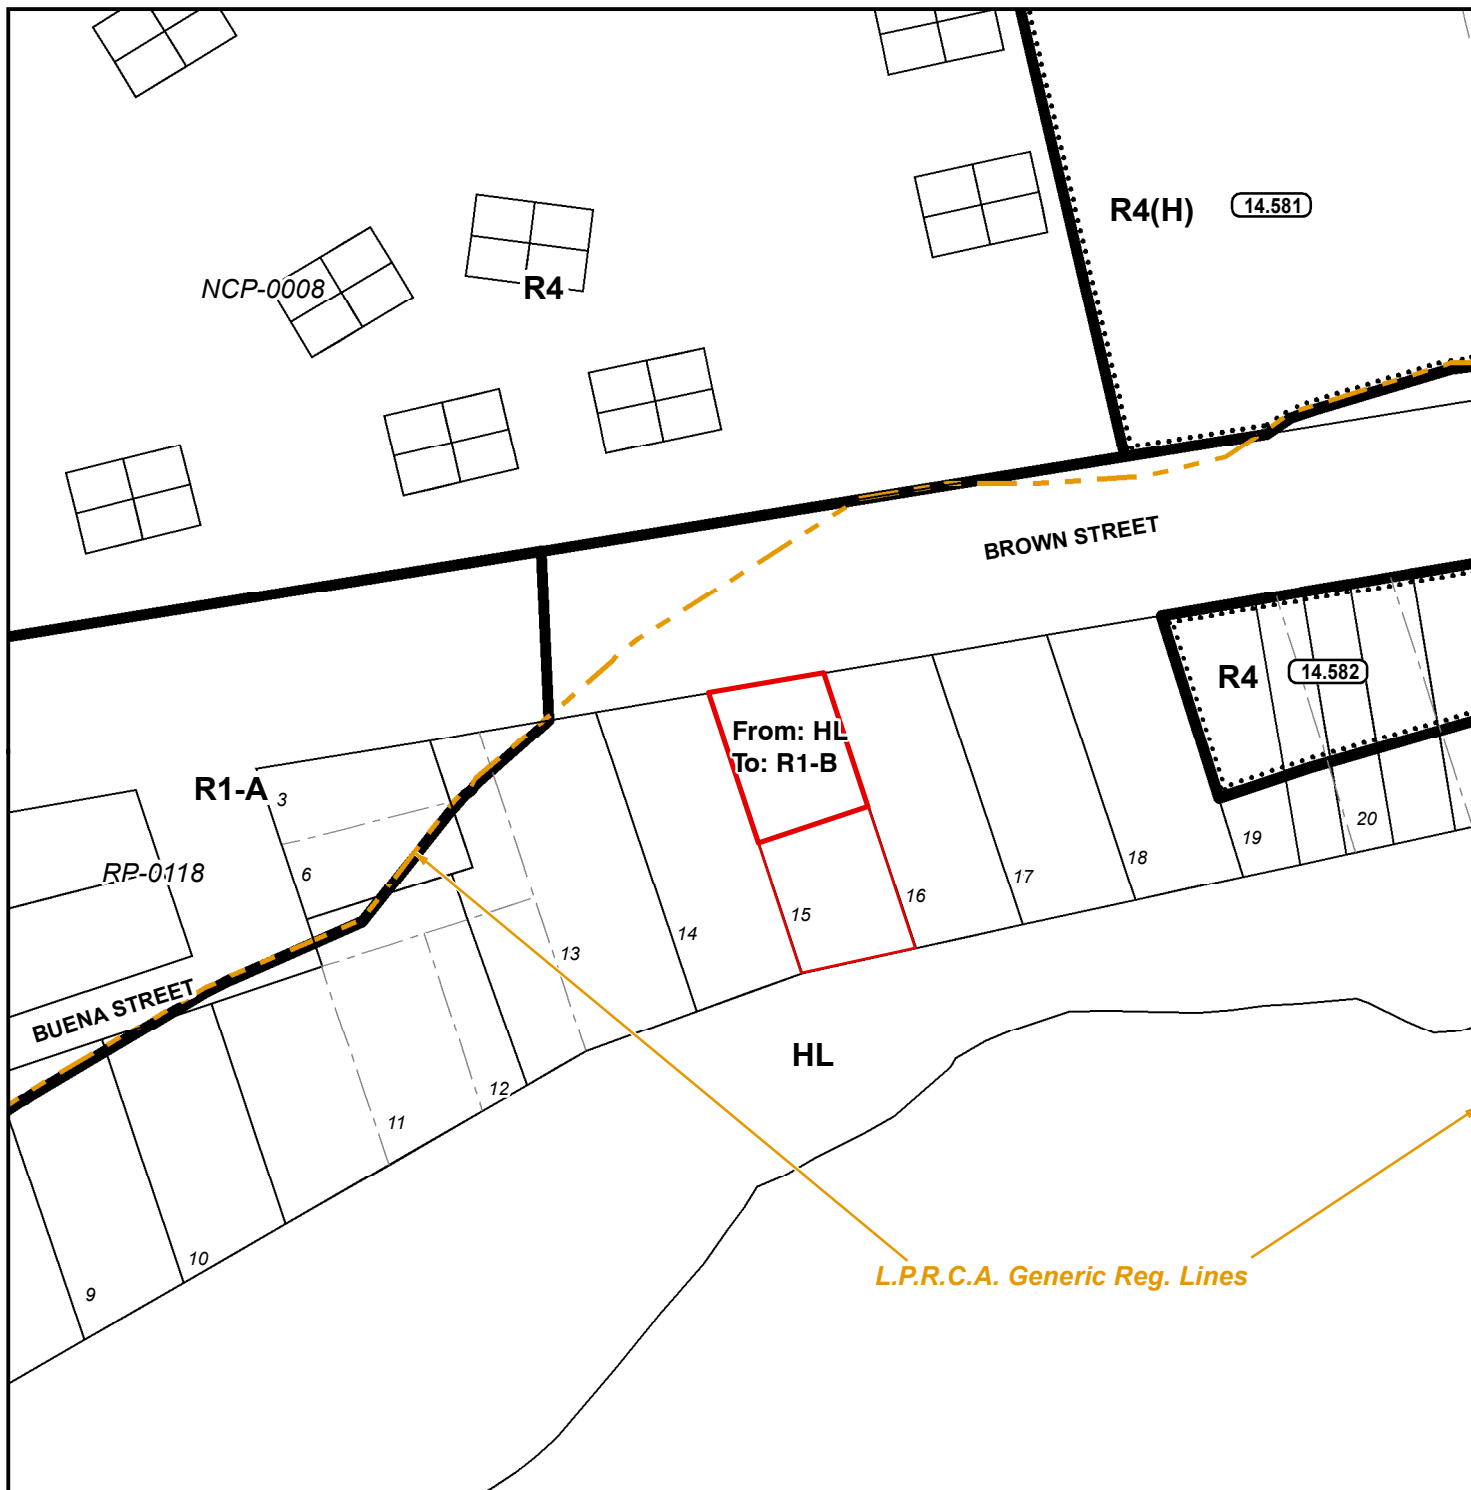 R4(H)
14.581
NCP-0008
R4
BROWN STREET
R4
14.582
From: HL
To: R1-B
R1-A
3
6
RP-0118
20
19
18
17
16
15
14
13
BUENA STREET
HL
12
11
10
9
L.P.R.C.A. Generic Reg. Lines